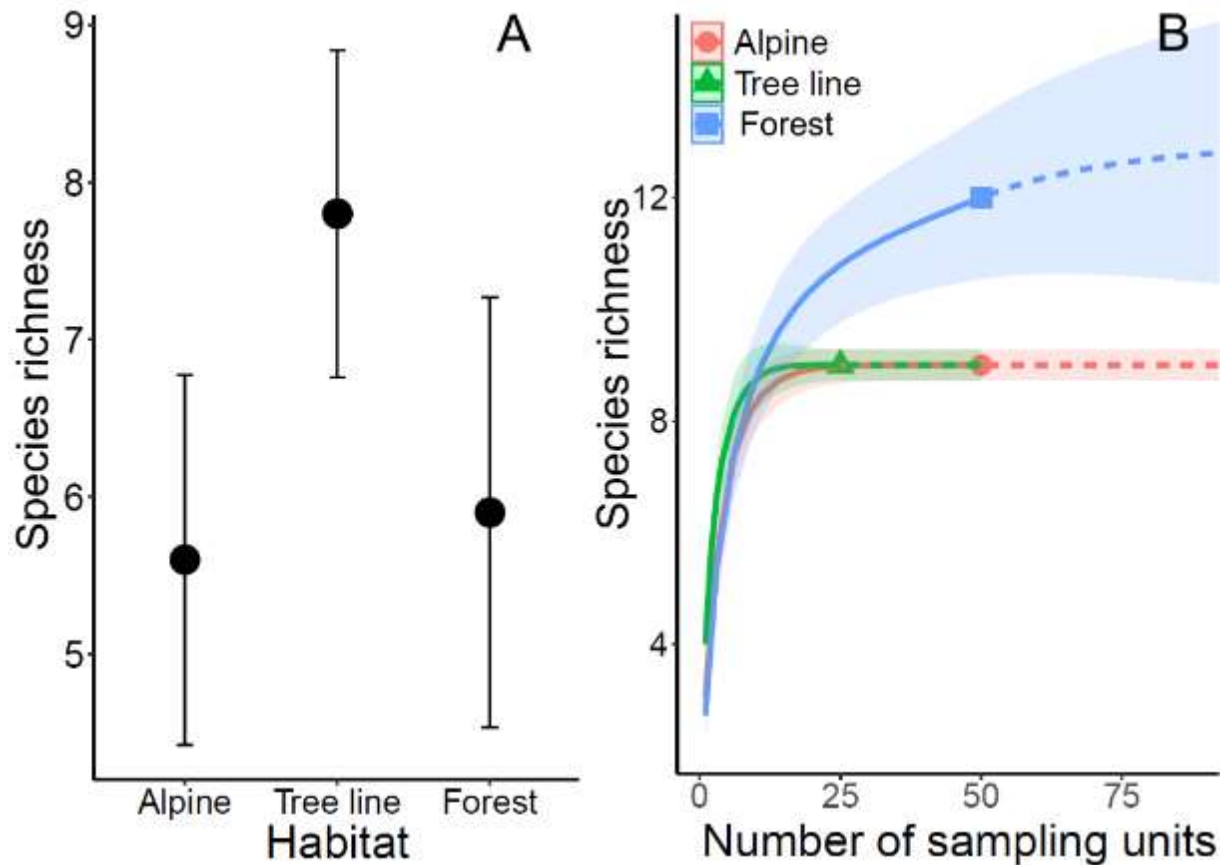 A
Species richness
9
8
7
6
5
Alpine
Tree line
Forest
Habitat
B
Alpine
Tree line
Forest
Species richness
12
8
4
0
25
50
75
Number of sampling units